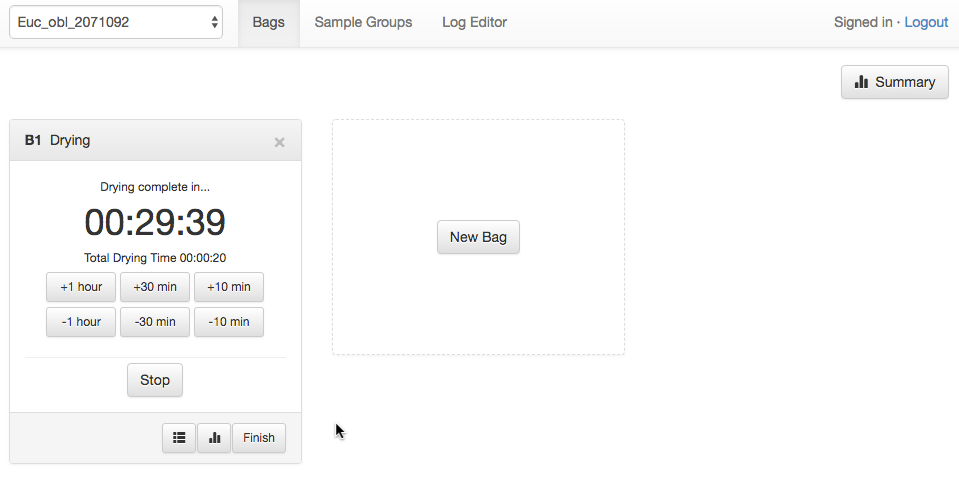 Euc_obl_2071092 Bags Sample Groups Log Editor Signed in · Logout
Summary
B1 Drying ×
Drying complete in...
00:29:39
Total Drying Time 00:00:20
+1 hour +30 min +10 min
-1 hour -30 min -10 min
Stop
Finish
New Bag